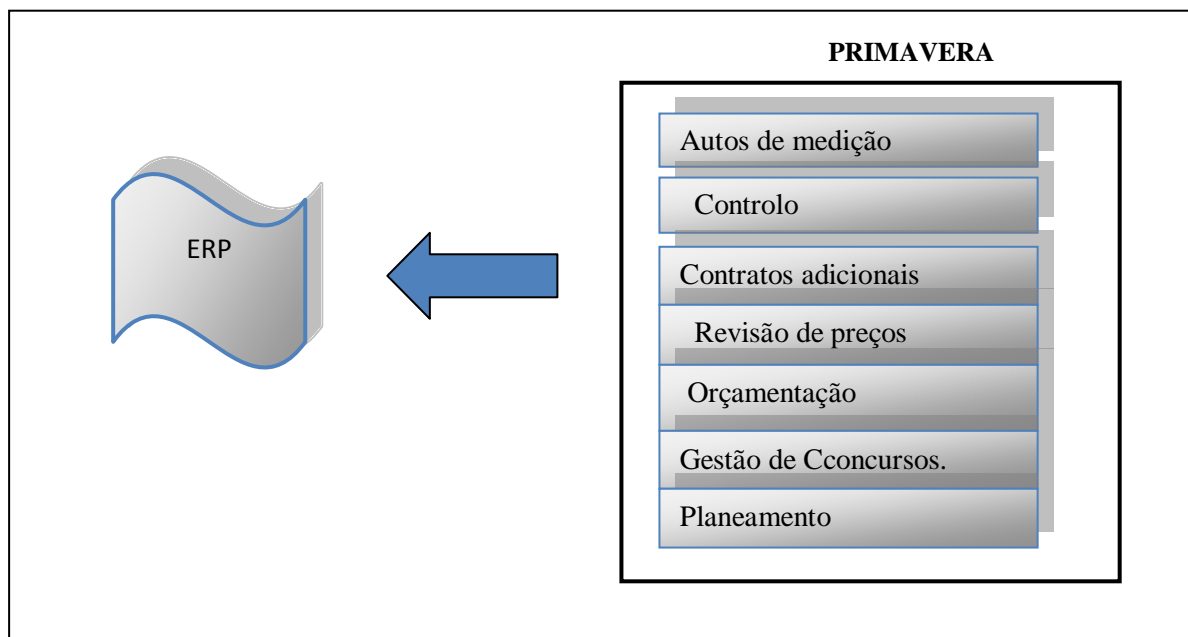 PRIMAVERA
Autos de medição
Controlo
ERP
Contratos adicionais
Revisão de preços
Orçamentação
Gestão de Cconcursos.
Planeamento